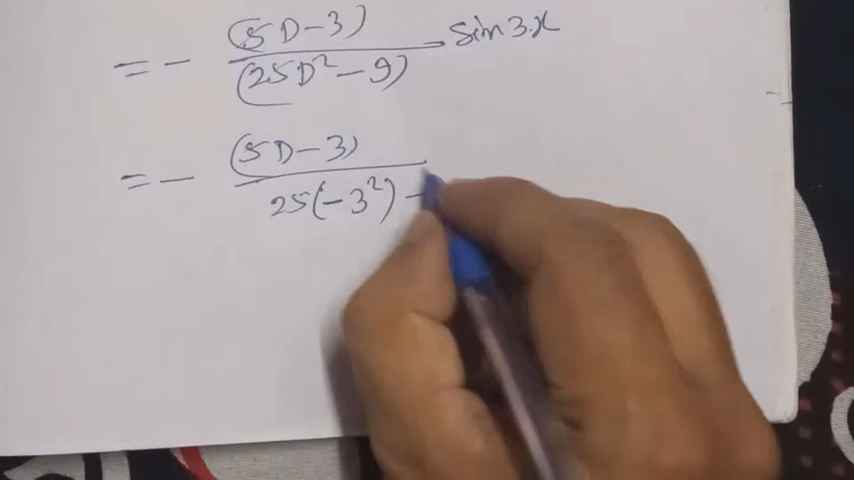 = - (5D-3)/(25D²-9) sin3x
= - (5D-3)/25(-3²) -